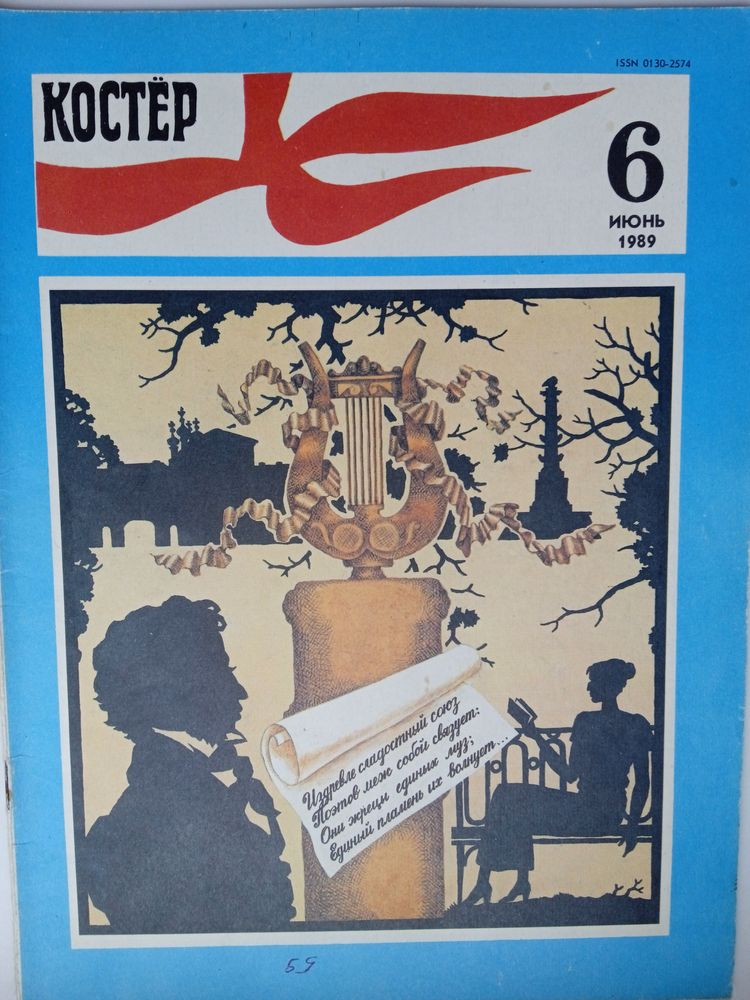 ISSN 0130-2574
КОСТЁР
6
ИЮНЬ
1989
Издревле сладостный союз
Поэтов меж собой связует:
Они жрецы единых муз;
Единый пламень их волнует...